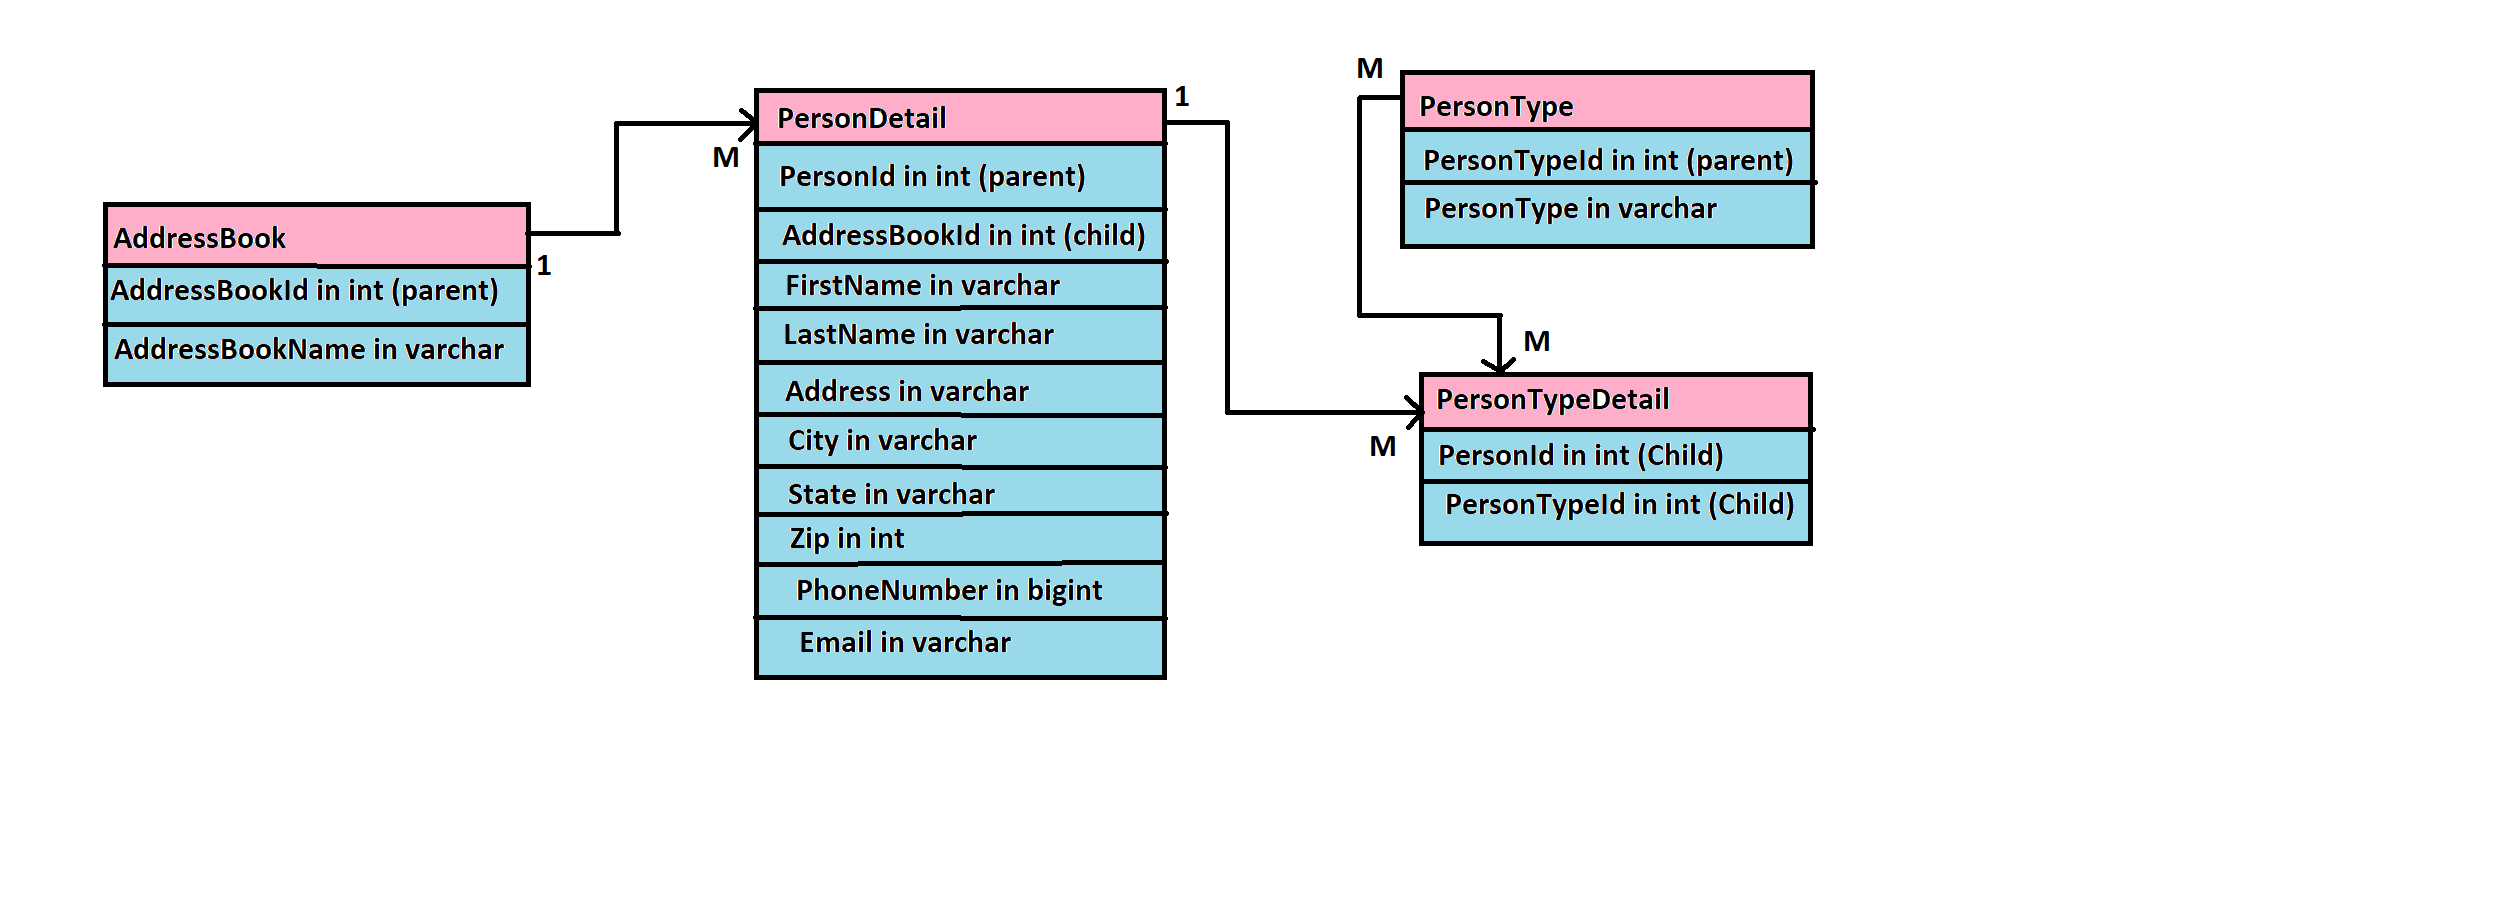 AddressBook
1
AddressBookId in int (parent)
AddressBookName in varchar
M
PersonDetail
1
PersonId in int (parent)
AddressBookId in int (child)
FirstName in varchar
LastName in varchar
Address in varchar
City in varchar
State in varchar
Zip in int
PhoneNumber in bigint
Email in varchar
M
PersonType
PersonTypeId in int (parent)
PersonType in varchar
M
M
PersonTypeDetail
PersonId in int (Child)
PersonTypeId in int (Child)